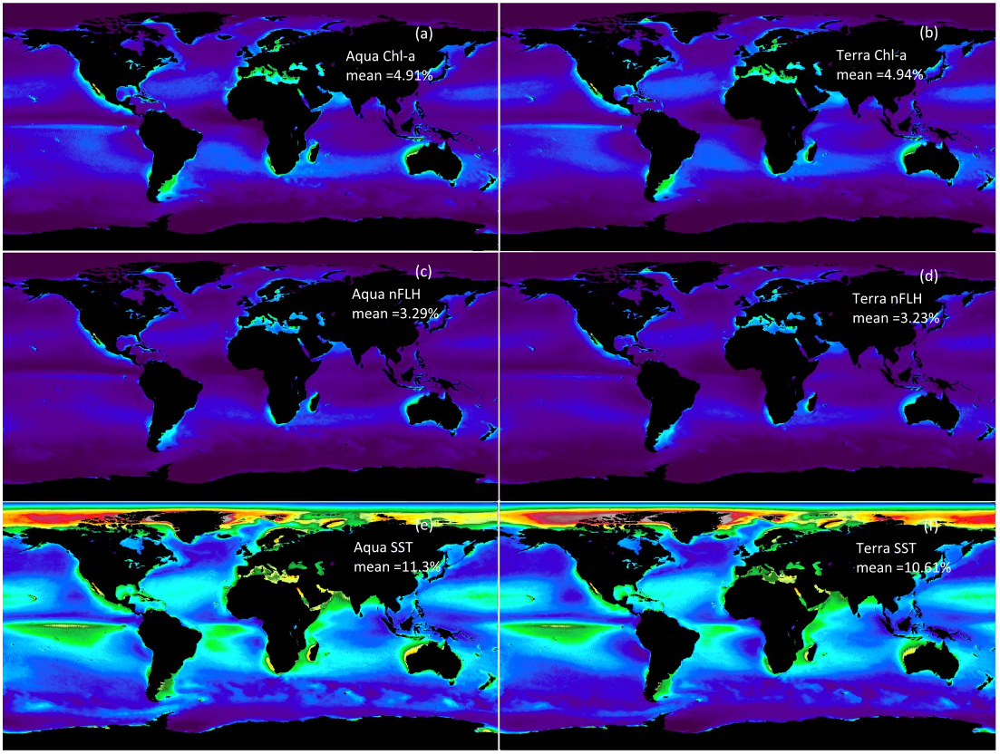 (a)
Aqua Chl-a
mean =4.91%
(b)
Terra Chl-a
mean =4.94%
(c)
Aqua nFLH
mean =3.29%
(d)
Terra nFLH
mean =3.23%
(e)
Aqua SST
mean =11.3%
(f)
Terra SST
mean =10.61%